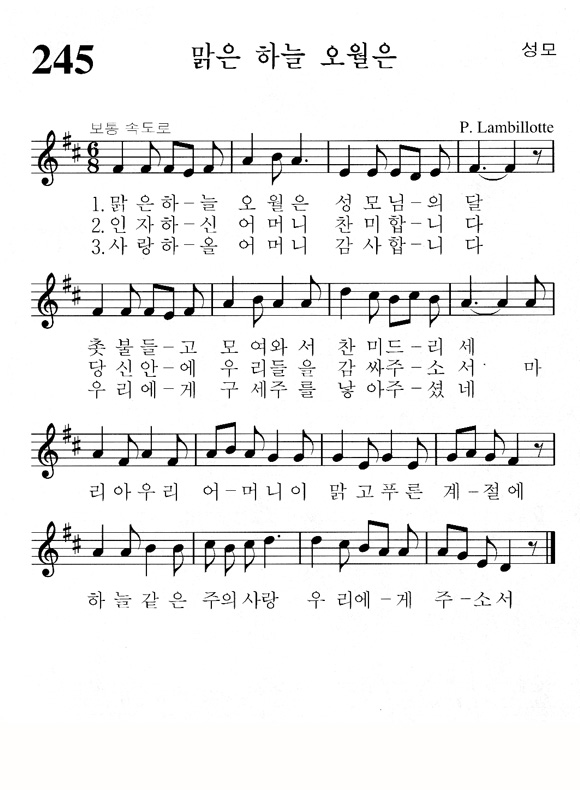 245 맑은 하늘 오월은 성모
보통 속도로 P. Lambillotte
1. 맑은하-늘 오월은 성모님-의 달
2. 인자하-신 어머니 찬미합-니 다
3. 사랑하-올 어머니 감사합-니 다
촛불들-고 모여와서 찬미드-리 세
당신안-에 우리들을 감싸주-소서· 마
우리에-게 구세주를 낳아주-셨네
리아우리 어-머니이 맑고푸른 계-절에
하늘같은 주의사랑 우리에-게 주-소서